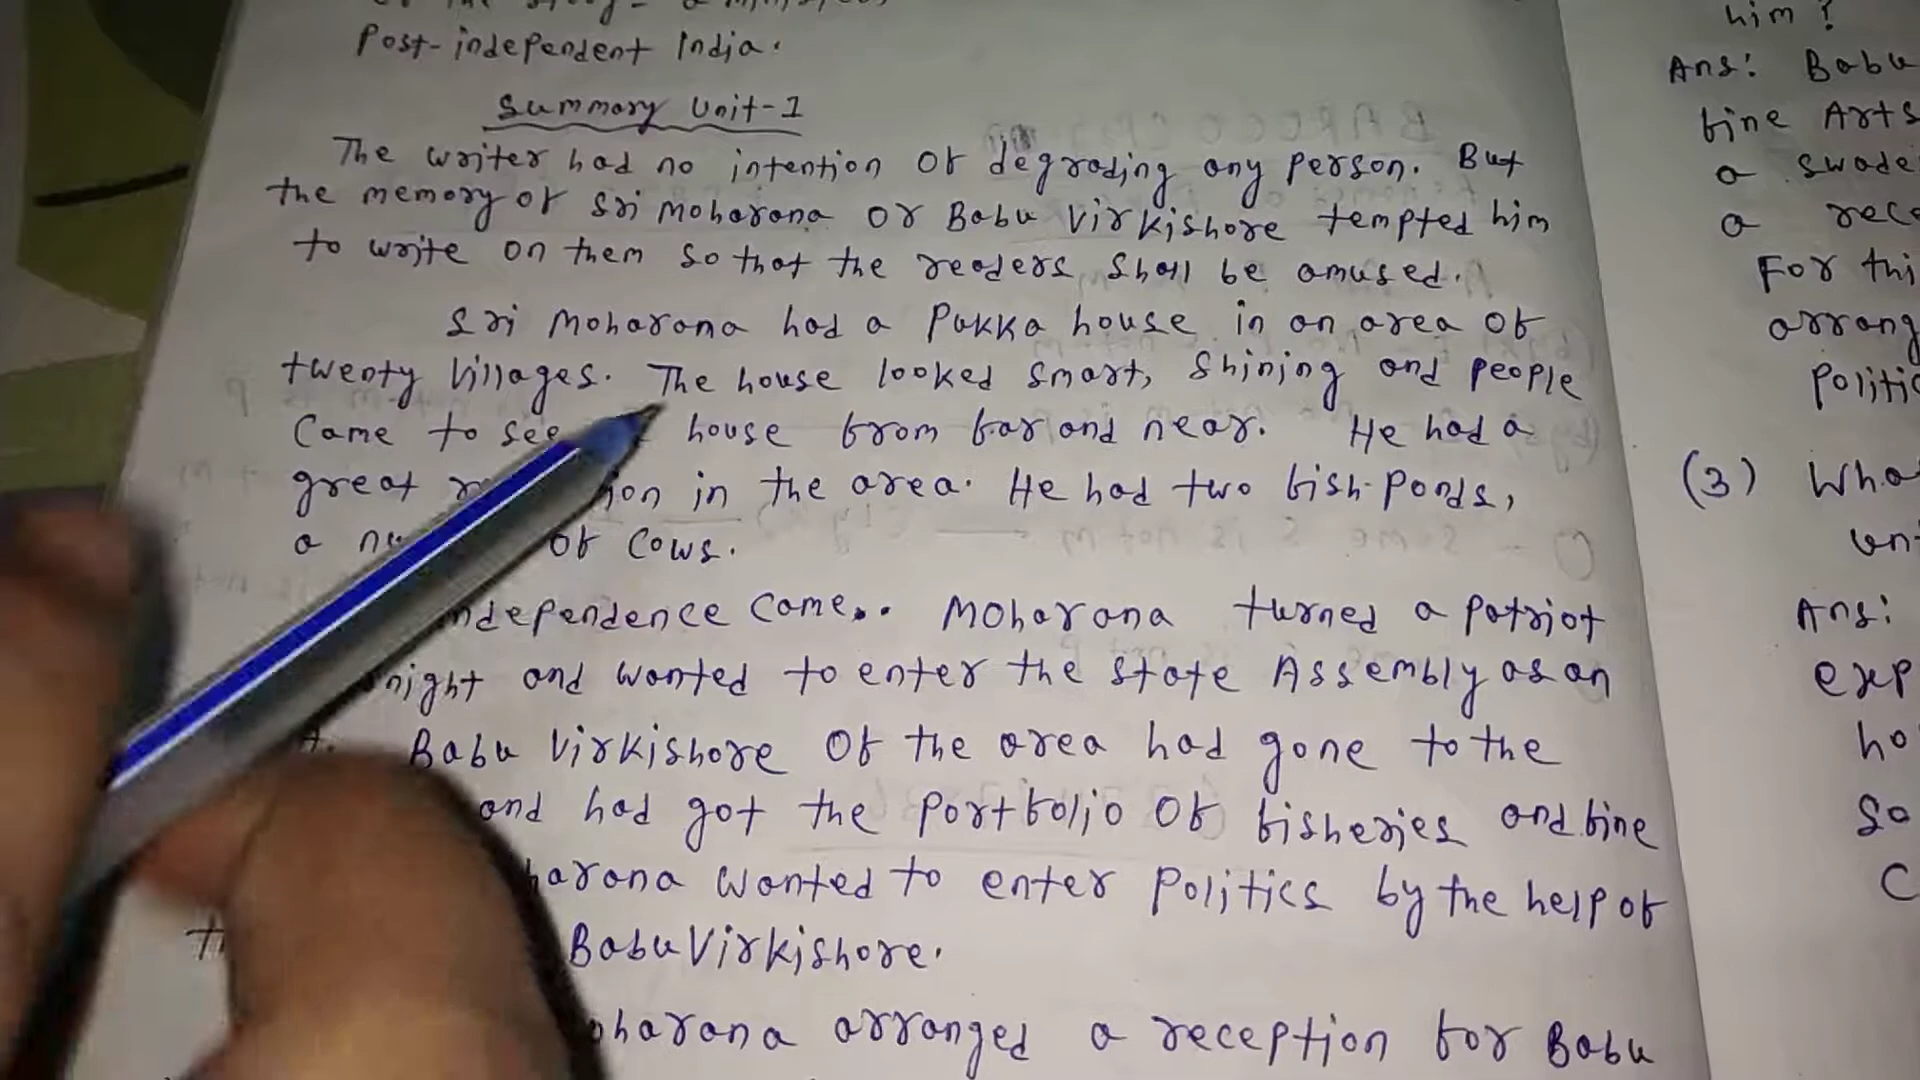 Post-independent India.
Summary Unit-1
The writer had no intention of degrading any person. But
the memory of Sri Moharana or Babu Virkishore tempted him
to write on them so that the readers shall be amused.
Sri Moharana had a Pukka house in an area of
twenty villages. The house looked smart, shining and people
Came to see house from far and near. He had a
great in the area. He had two fish-Ponds,
a of cows.
independence came.. Moharana turned a patriot
night and wanted to enter the state Assembly as an
Babu Virkishore of the area had gone to the
and had got the portfolio of fisheries and fine
harana wanted to enter politics by the help of
Babu Virkishore.
oharana arranged a reception for Babu
him?
Ans: Babu
fine Arts
a swade
a rece
For thi
arrang
politic
(3) Wha
Ans:
exp
ho
so
C